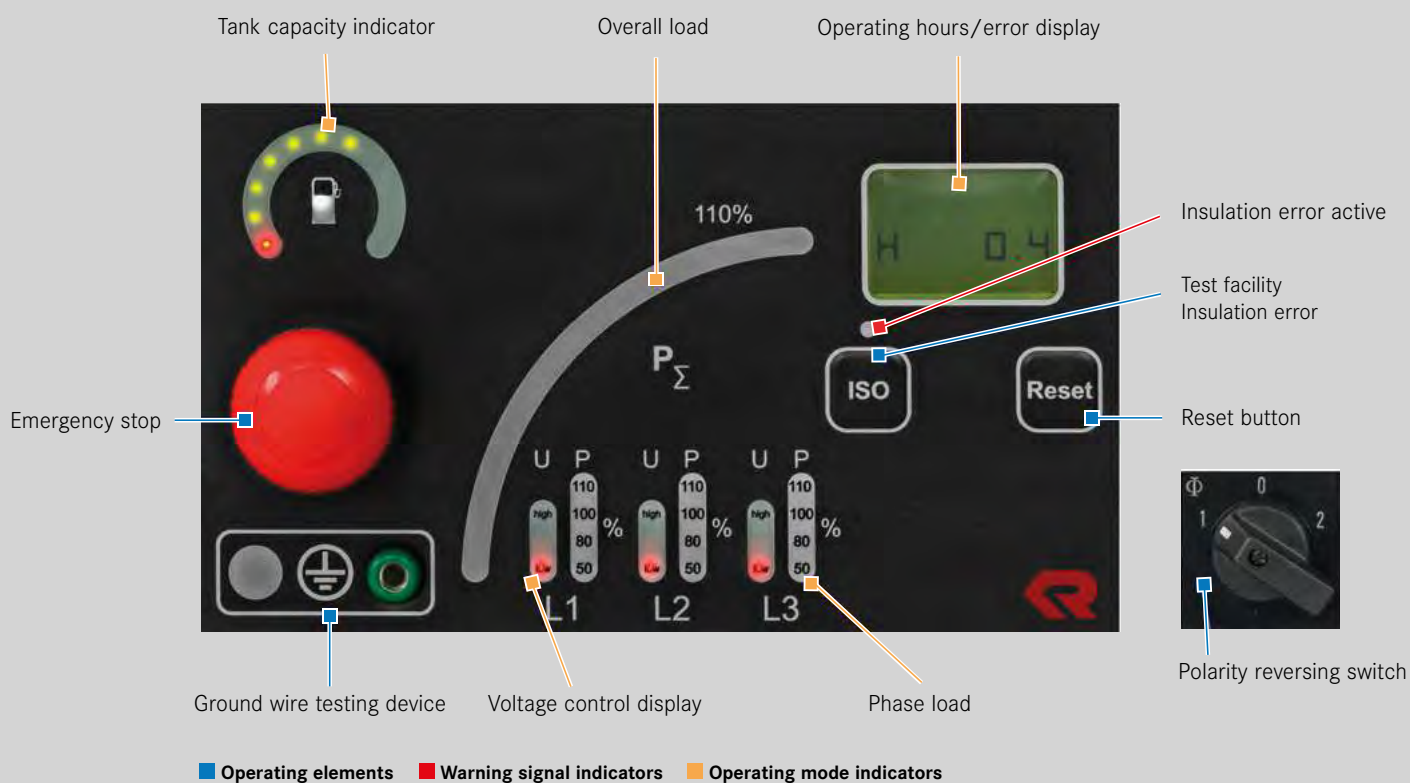 Tank capacity indicator
Overall load
Operating hours/error display
110%
H 0.4
Insulation error active
Test facility
Insulation error
PΣ
ISO
Reset
Emergency stop
Reset button
U P U P U P
110 110 110
high 100 % high 100 % high 100 %
80 80 80
low 50 low 50 low 50
L1 L2 L3
Φ 0
1 2
Polarity reversing switch
Ground wire testing device
Voltage control display
Phase load
Operating elements
Warning signal indicators
Operating mode indicators